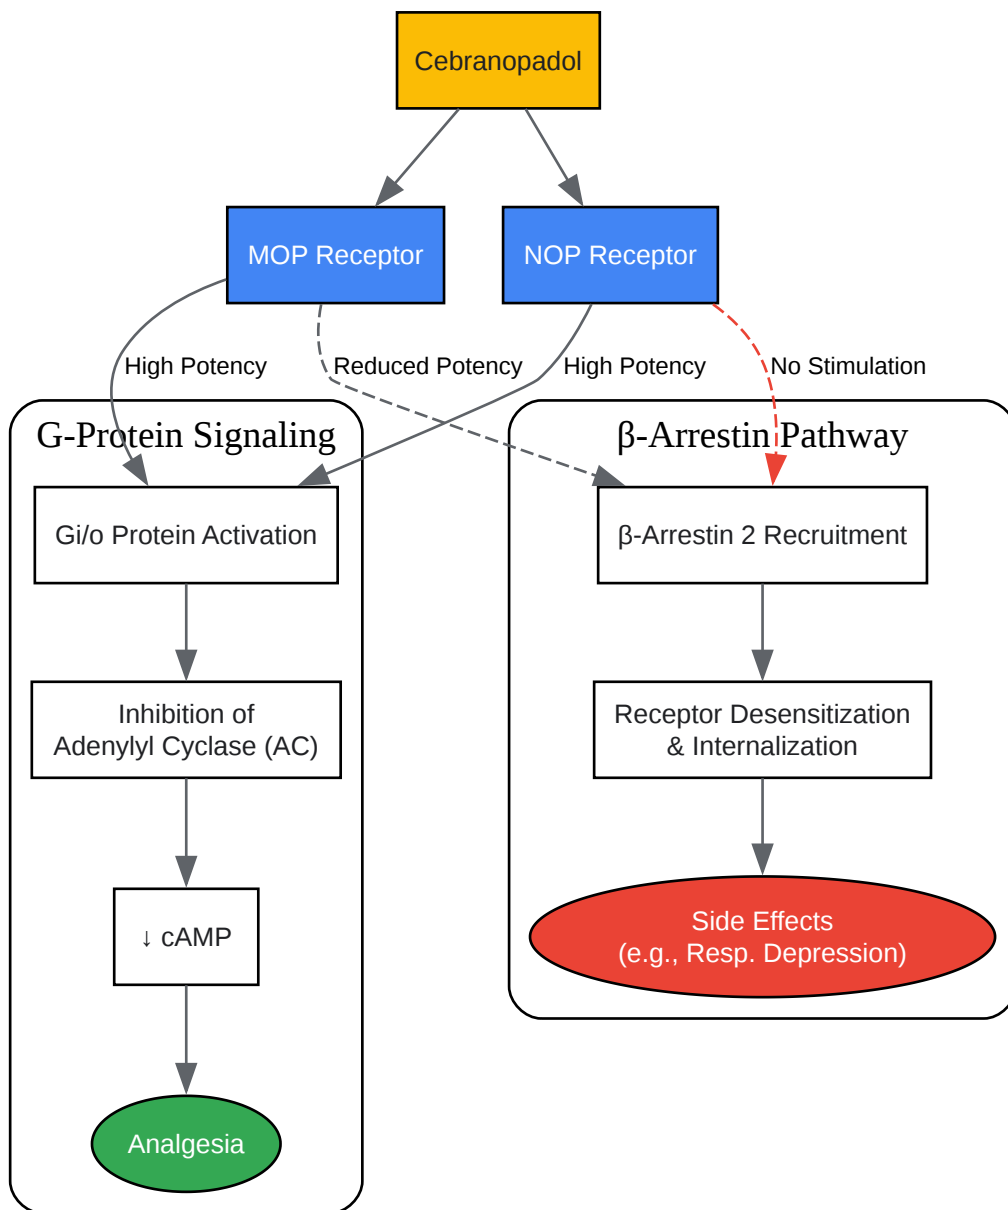 Cebranopadol
MOP Receptor
NOP Receptor
High Potency
Reduced Potency
High Potency
No Stimulation
G-Protein Signaling
β-Arrestin Pathway
Gi/o Protein Activation
β-Arrestin 2 Recruitment
Inhibition of
Adenylyl Cyclase (AC)
Receptor Desensitization
& Internalization
↓ cAMP
Side Effects
(e.g., Resp. Depression)
Analgesia